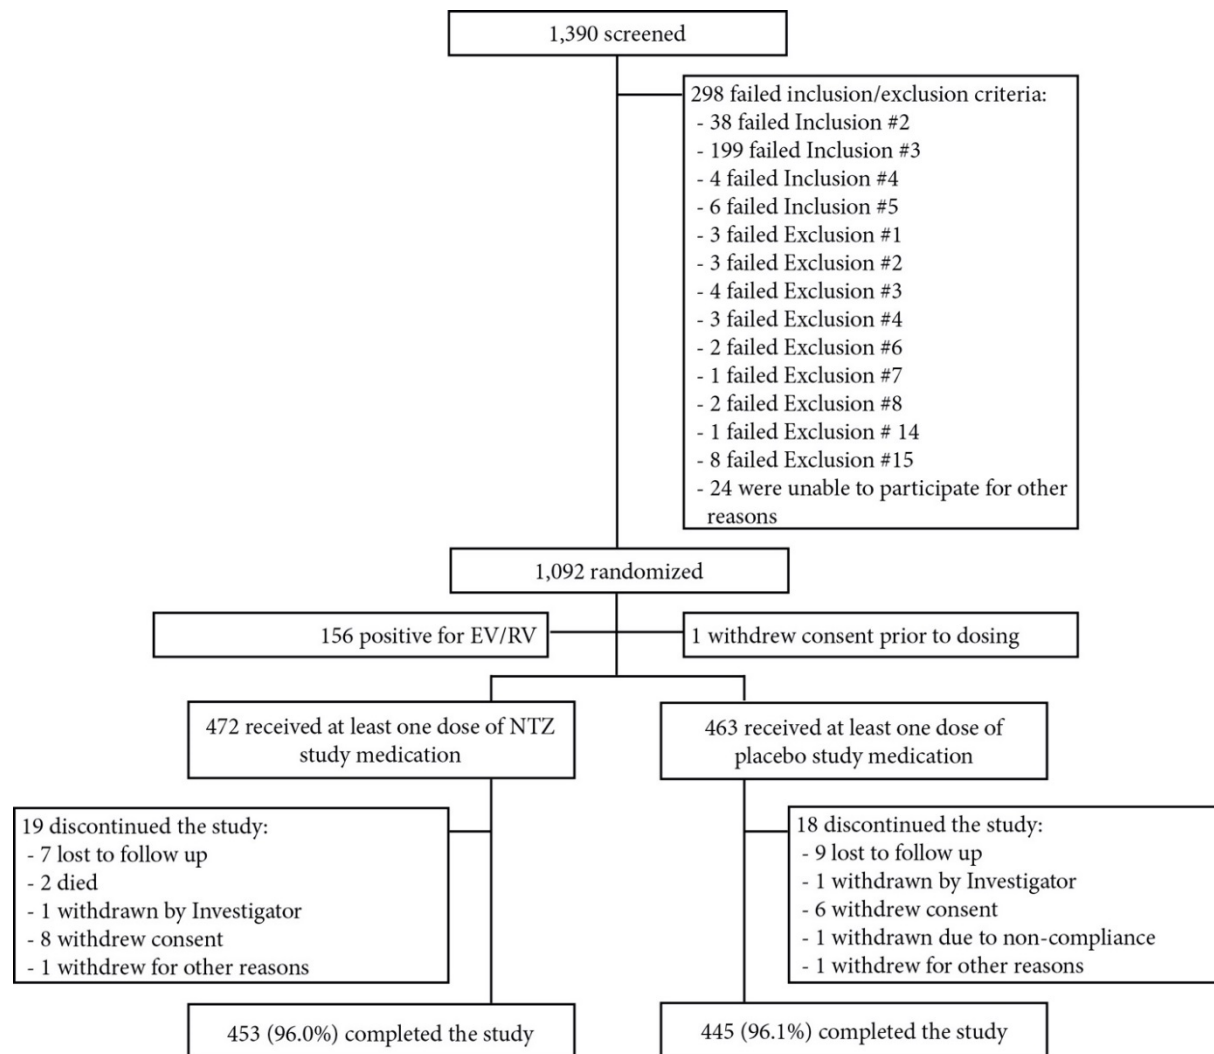 1,390 screened
298 failed inclusion/exclusion criteria:
- 38 failed Inclusion #2
- 199 failed Inclusion #3
- 4 failed Inclusion #4
- 6 failed Inclusion #5
- 3 failed Exclusion #1
- 3 failed Exclusion #2
- 4 failed Exclusion #3
- 3 failed Exclusion #4
- 2 failed Exclusion #6
- 1 failed Exclusion #7
- 2 failed Exclusion #8
- 1 failed Exclusion # 14
- 8 failed Exclusion #15
- 24 were unable to participate for other
reasons
1,092 randomized
156 positive for EV/RV
1 withdrew consent prior to dosing
472 received at least one dose of NTZ
study medication
463 received at least one dose of
placebo study medication
19 discontinued the study:
- 7 lost to follow up
- 2 died
- 1 withdrawn by Investigator
- 8 withdrew consent
- 1 withdrew for other reasons
18 discontinued the study:
- 9 lost to follow up
- 1 withdrawn by Investigator
- 6 withdrew consent
- 1 withdrawn due to non-compliance
- 1 withdrew for other reasons
453 (96.0%) completed the study
445 (96.1%) completed the study